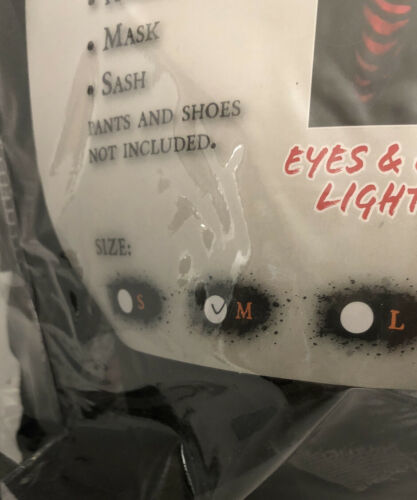 • MASK
• SASH
PANTS AND SHOES
NOT INCLUDED.
EYES &
LIGHT
SIZE:
S
M
L